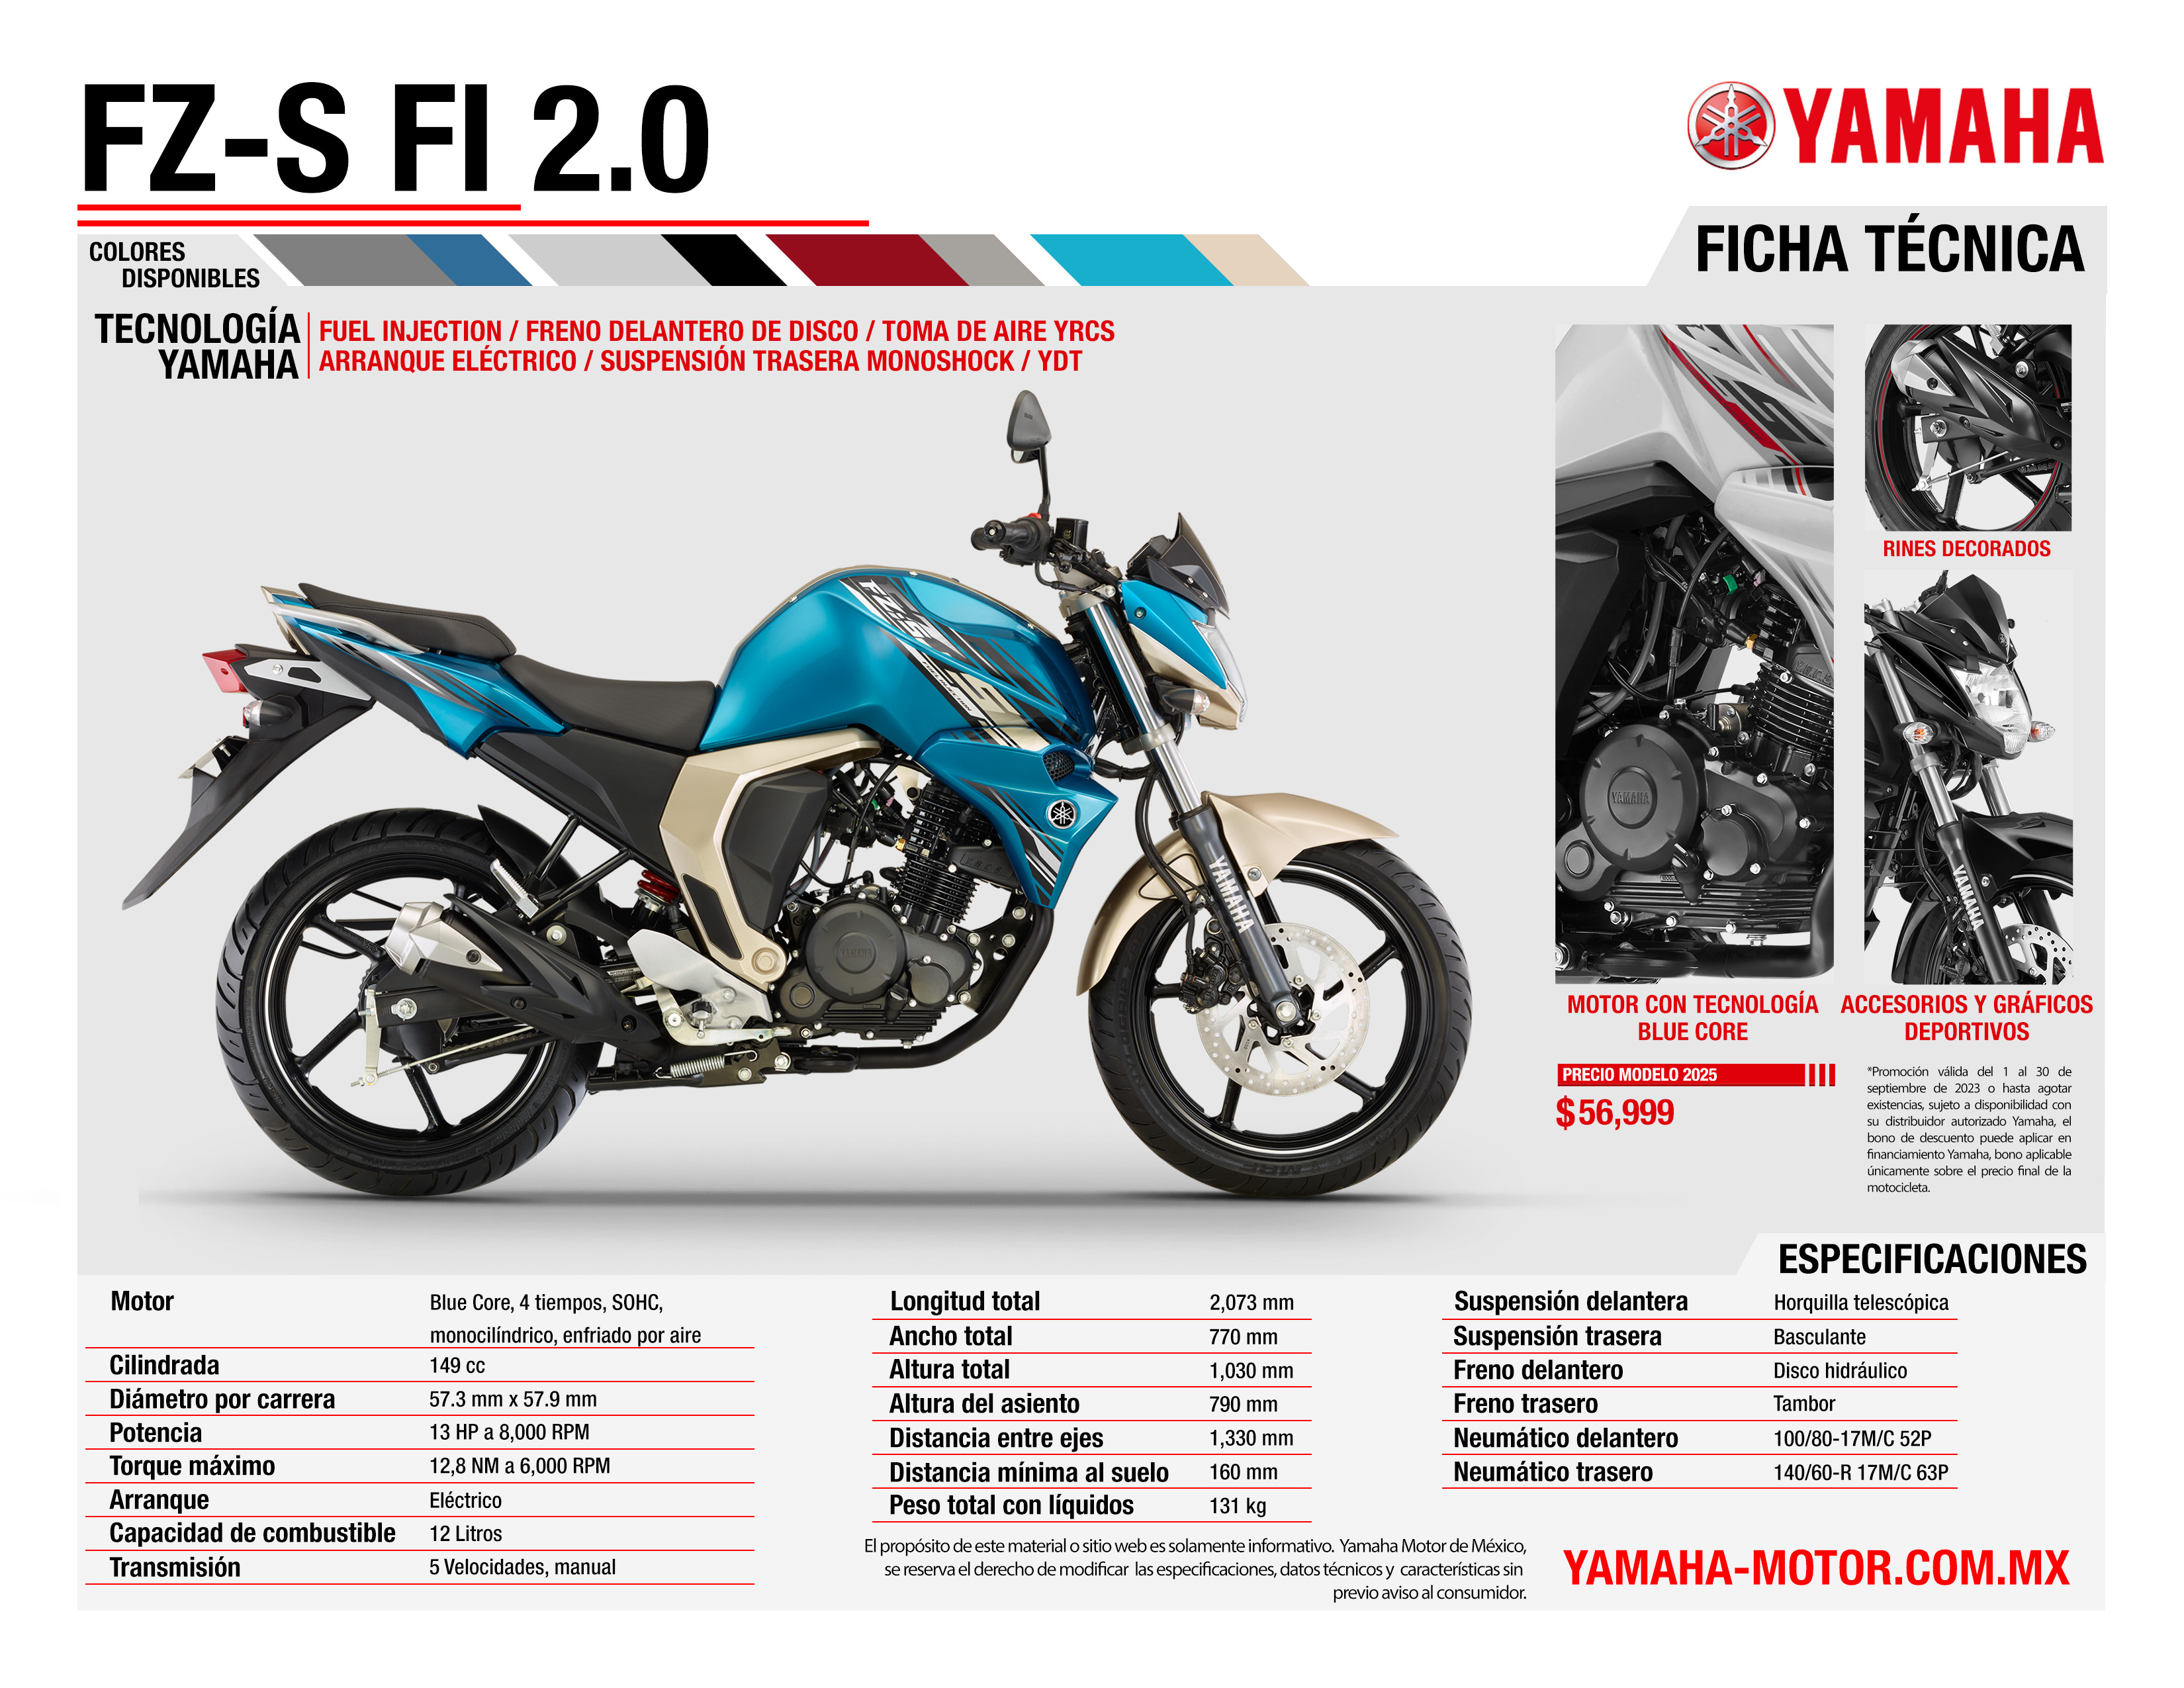 FZ-S FI 2.0
YAMAHA
COLORES
DISPONIBLES
FICHA TÉCNICA
TECNOLOGÍA
YAMAHA
FUEL INJECTION / FRENO DELANTERO DE DISCO / TOMA DE AIRE YRCS
ARRANQUE ELÉCTRICO / SUSPENSIÓN TRASERA MONOSHOCK / YDT
FZ-S
YAMAHA
YAMAHA
YAMAHA
YAMAHA
RINES DECORADOS
MOTOR CON TECNOLOGÍA
BLUE CORE
ACCESORIOS Y GRÁFICOS
DEPORTIVOS
PRECIO MODELO 2025
$56,999
*Promoción válida del 1 al 30 de
septiembre de 2023 o hasta agotar
existencias, sujeto a disponibilidad con
su distribuidor autorizado Yamaha, el
bono de descuento puede aplicar en
financiamiento Yamaha, bono aplicable
únicamente sobre el precio final de la
motocicleta.
ESPECIFICACIONES
Motor Blue Core, 4 tiempos, SOHC,
monocilíndrico, enfriado por aire
Cilindrada 149 cc
Diámetro por carrera 57.3 mm x 57.9 mm
Potencia 13 HP a 8,000 RPM
Torque máximo 12,8 NM a 6,000 RPM
Arranque Eléctrico
Capacidad de combustible 12 Litros
Transmisión 5 Velocidades, manual
Longitud total 2,073 mm
Ancho total 770 mm
Altura total 1,030 mm
Altura del asiento 790 mm
Distancia entre ejes 1,330 mm
Distancia mínima al suelo 160 mm
Peso total con líquidos 131 kg
Suspensión delantera Horquilla telescópica
Suspensión trasera Basculante
Freno delantero Disco hidráulico
Freno trasero Tambor
Neumático delantero 100/80-17M/C 52P
Neumático trasero 140/60-R 17M/C 63P
El propósito de este material o sitio web es solamente informativo. Yamaha Motor de México,
se reserva el derecho de modificar las especificaciones, datos técnicos y características sin
previo aviso al consumidor.
YAMAHA-MOTOR.COM.MX